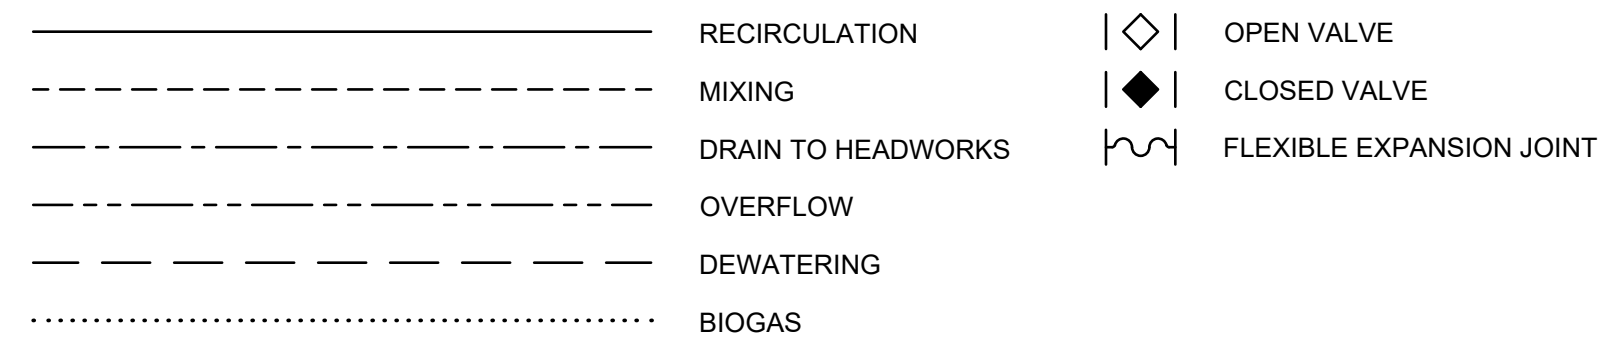 RECIRCULATION
MIXING
DRAIN TO HEADWORKS
OVERFLOW
DEWATERING
BIOGAS
OPEN VALVE
CLOSED VALVE
FLEXIBLE EXPANSION JOINT